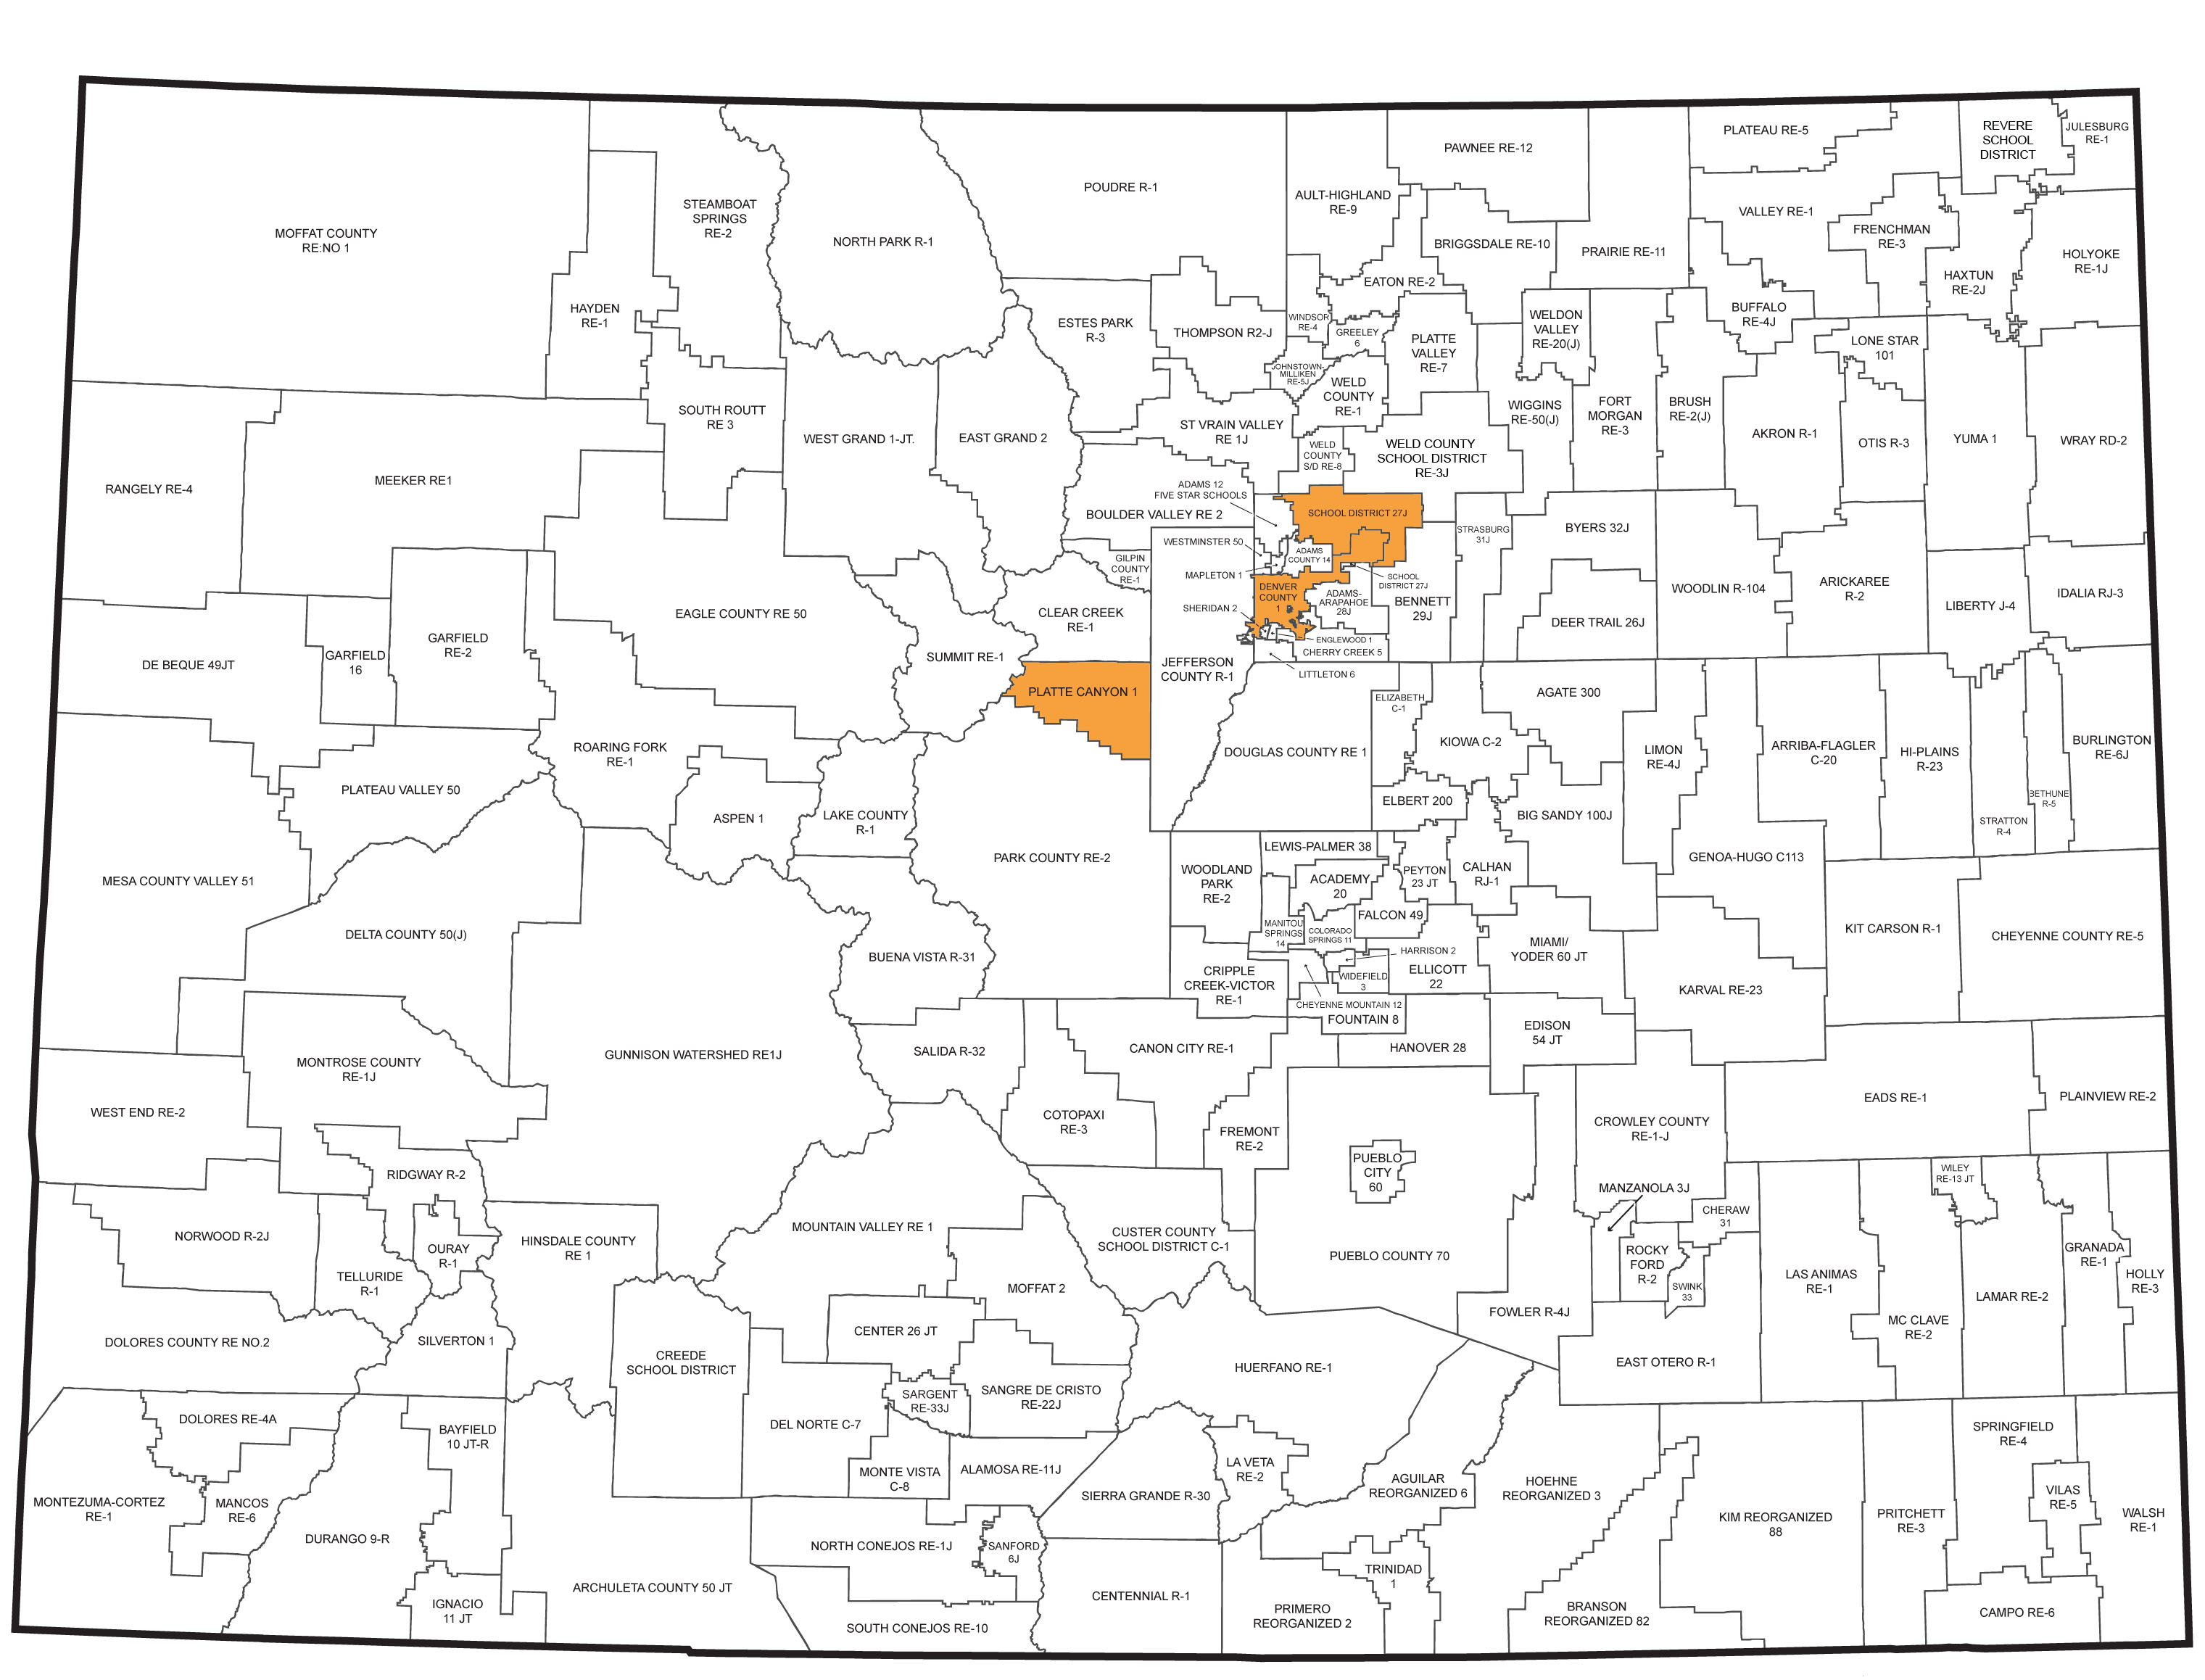 MOFFAT COUNTY
RE:NO 1
HAYDEN
RE-1
STEAMBOAT
SPRINGS
RE-2
NORTH PARK R-1
POUDRE R-1
AULT-HIGHLAND
RE-9
PAWNEE RE-12
BRIGGSDALE RE-10
PRAIRIE RE-11
PLATEAU RE-5
REVERE
SCHOOL
DISTRICT
JULESBURG
RE-1
VALLEY RE-1
FRENCHMAN
RE-3
HAXTUN
RE-2J
HOLYOKE
RE-1J
BUFFALO
RE-4J
LONE STAR
101
EATON RE-2
WINDSOR
RE-4
GREELEY
6
PLATTE
VALLEY
RE-7
WELDON
VALLEY
RE-20(J)
ESTES PARK
R-3
THOMPSON R2-J
JOHNSTOWN-
MILLIKEN
RE-5J
WELD
COUNTY
RE-1
WIGGINS
RE-50(J)
FORT
MORGAN
RE-3
BRUSH
RE-2(J)
AKRON R-1
OTIS R-3
YUMA 1
WRAY RD-2
SOUTH ROUTT
RE 3
WEST GRAND 1-JT.
EAST GRAND 2
ST VRAIN VALLEY
RE 1J
WELD
COUNTY
S/D RE-8
WELD COUNTY
SCHOOL DISTRICT
RE-3J
RANGELY RE-4
MEEKER RE1
ADAMS 12
FIVE STAR SCHOOLS
BOULDER VALLEY RE 2
SCHOOL DISTRICT 27J
STRASBURG
31J
BYERS 32J
WESTMINSTER 50
ADAMS
COUNTY 14
GILPIN
COUNTY
RE-1
MAPLETON 1
SCHOOL
DISTRICT 27J
DENVER
COUNTY
1
ADAMS-
ARAPAHOE
28J
BENNETT
29J
SHERIDAN 2
ENGLEWOOD 1
CHERRY CREEK 5
LITTLETON 6
DEER TRAIL 26J
WOODLIN R-104
ARICKAREE
R-2
LIBERTY J-4
IDALIA RJ-3
EAGLE COUNTY RE 50
CLEAR CREEK
RE-1
SUMMIT RE-1
JEFFERSON
COUNTY R-1
DE BEQUE 49JT
GARFIELD
16
GARFIELD
RE-2
PLATTE CANYON 1
ELIZABETH
C-1
AGATE 300
KIOWA C-2
DOUGLAS COUNTY RE 1
LIMON
RE-4J
ARRIBA-FLAGLER
C-20
HI-PLAINS
R-23
STRATTON
R-4
BETHUNE
R-5
BURLINGTON
RE-6J
ROARING FORK
RE-1
PLATEAU VALLEY 50
ASPEN 1
LAKE COUNTY
R-1
ELBERT 200
BIG SANDY 100J
PARK COUNTY RE-2
LEWIS-PALMER 38
WOODLAND
PARK
RE-2
ACADEMY
20
PEYTON
23 JT
CALHAN
RJ-1
GENOA-HUGO C113
MESA COUNTY VALLEY 51
FALCON 49
MANITOU
SPRINGS
14
COLORADO
SPRINGS 11
HARRISON 2
WIDEFIELD
3
ELLICOTT
22
MIAMI/
YODER 60 JT
KIT CARSON R-1
CHEYENNE COUNTY RE-5
DELTA COUNTY 50(J)
BUENA VISTA R-31
CRIPPLE
CREEK-VICTOR
RE-1
CHEYENNE MOUNTAIN 12
FOUNTAIN 8
KARVAL RE-23
EDISON
54 JT
HANOVER 28
MONTROSE COUNTY
RE-1J
GUNNISON WATERSHED RE1J
SALIDA R-32
CANON CITY RE-1
COTOPAXI
RE-3
FREMONT
RE-2
WEST END RE-2
CROWLEY COUNTY
RE-1-J
EADS RE-1
PLAINVIEW RE-2
PUEBLO
CITY
60
RIDGWAY R-2
MANZANOLA 3J
WILEY
RE-13 JT
CHERAW
31
NORWOOD R-2J
OURAY
R-1
HINSDALE COUNTY
RE 1
MOUNTAIN VALLEY RE 1
CUSTER COUNTY
SCHOOL DISTRICT C-1
PUEBLO COUNTY 70
ROCKY
FORD
R-2
SWINK
33
LAS ANIMAS
RE-1
GRANADA
RE-1
HOLLY
RE-3
TELLURIDE
R-1
MOFFAT 2
FOWLER R-4J
MC CLAVE
RE-2
LAMAR RE-2
DOLORES COUNTY RE NO.2
SILVERTON 1
CREEDE
SCHOOL DISTRICT
CENTER 26 JT
HUERFANO RE-1
EAST OTERO R-1
SARGENT
RE-33J
SANGRE DE CRISTO
RE-22J
DOLORES RE-4A
BAYFIELD
10 JT-R
DEL NORTE C-7
MONTE VISTA
C-8
ALAMOSA RE-11J
LA VETA
RE-2
SIERRA GRANDE R-30
AGUILAR
REORGANIZED 6
HOEHNE
REORGANIZED 3
SPRINGFIELD
RE-4
VILAS
RE-5
WALSH
RE-1
MONTEZUMA-CORTEZ
RE-1
MANCOS
RE-6
DURANGO 9-R
KIM REORGANIZED
88
PRITCHETT
RE-3
NORTH CONEJOS RE-1J
SANFORD
6J
ARCHULETA COUNTY 50 JT
CENTENNIAL R-1
TRINIDAD
1
IGNACIO
11 JT
SOUTH CONEJOS RE-10
PRIMERO
REORGANIZED 2
BRANSON
REORGANIZED 82
CAMPO RE-6